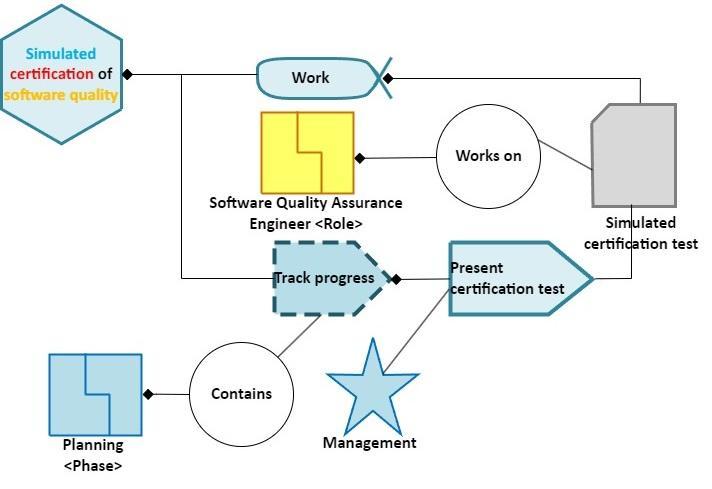 Simulated
certification of
software quality
Work
Works on
Software Quality Assurance
Engineer <Role>
Simulated
certification test
Track progress
Present
certification test
Contains
Planning
<Phase>
Management